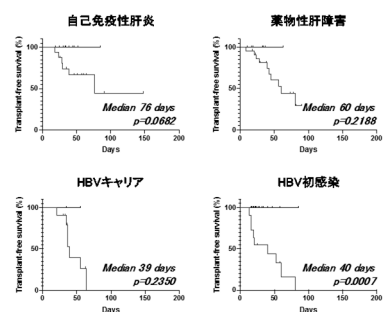 自己免疫性肝炎
Transplant-free survival (%)
100
50
0
0 50 100 150 200
Days
Median 76 days
p=0.0682
薬物性肝障害
Transplant-free survival (%)
100
50
0
0 50 100 150 200
Days
Median 60 days
p=0.2188
HBVキャリア
Transplant-free survival (%)
100
50
0
0 50 100 150 200
Days
Median 39 days
p=0.2350
HBV初感染
Transplant-free survival (%)
100
50
0
0 50 100 150 200
Days
Median 40 days
p=0.0007